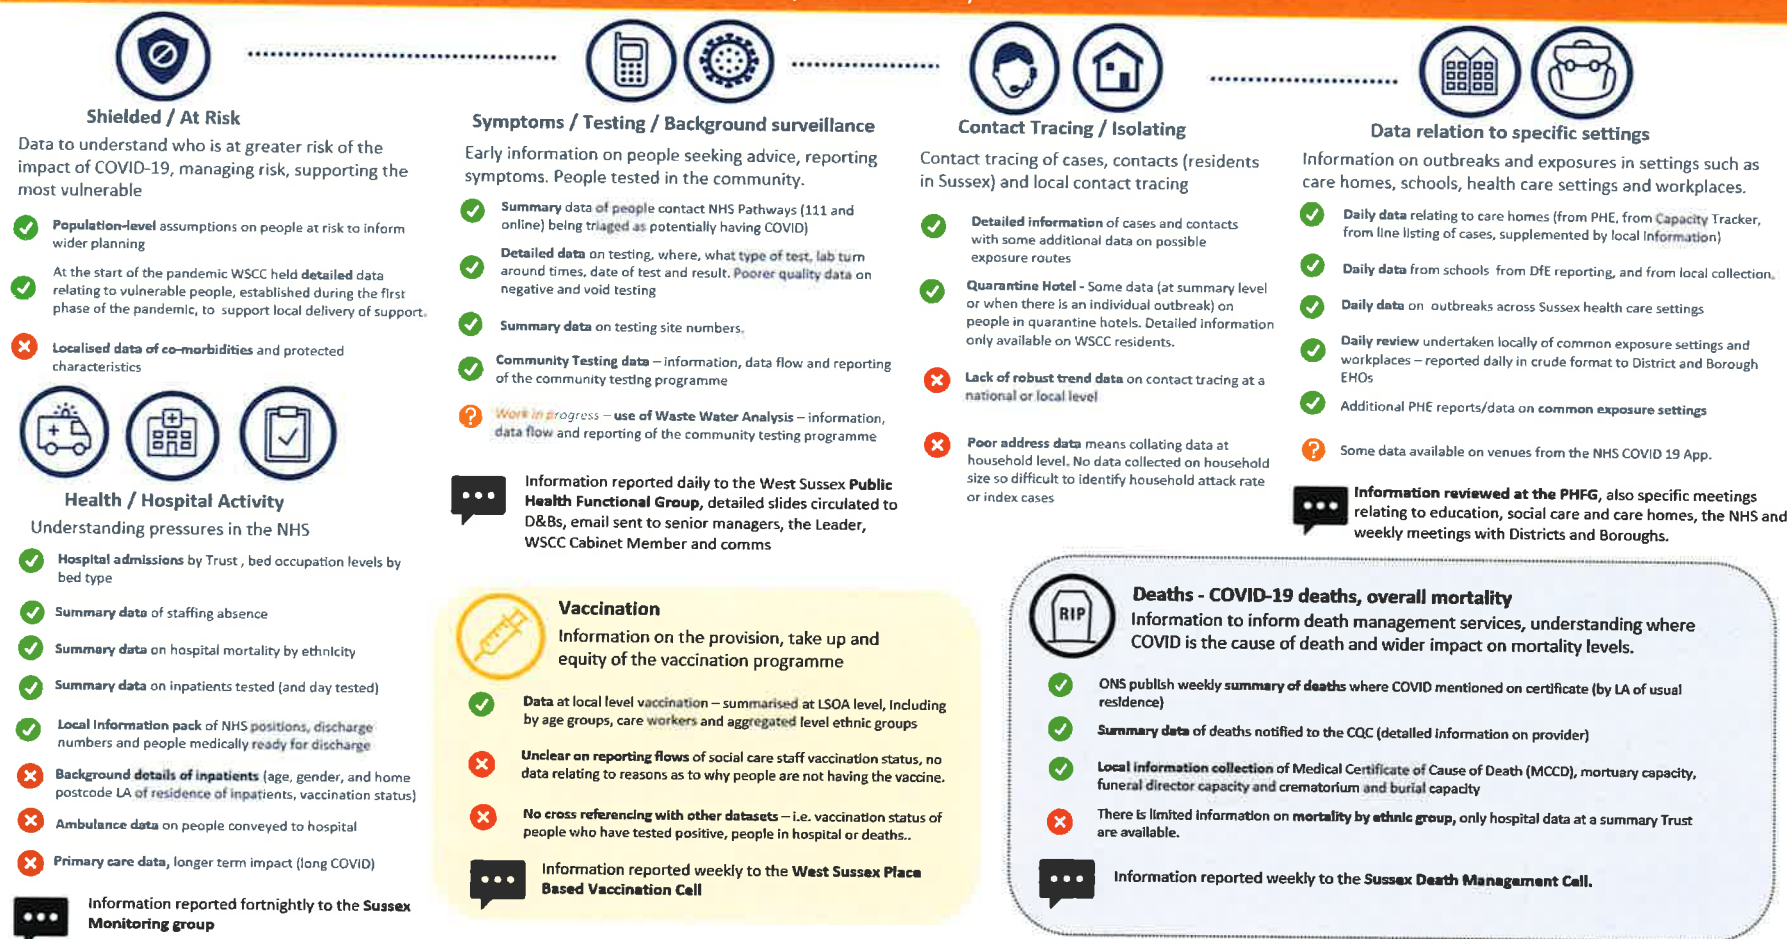 Shielded / At Risk
Data to understand who is at greater risk of the
impact of COVID-19, managing risk, supporting the
most vulnerable
Population-level assumptions on people at risk to inform
wider planning
At the start of the pandemic WSCC held detailed data
relating to vulnerable people, established during the first
phase of the pandemic, to support local delivery of support.
Localised data of co-morbidities and protected
characteristics
Health / Hospital Activity
Understanding pressures in the NHS
Hospital admissions by Trust , bed occupation levels by
bed type
Summary data of staffing absence
Summary data on hospital mortality by ethnicity
Summary data on inpatients tested (and day tested)
Local Information pack of NHS positions, discharge
numbers and people medically ready for discharge
Background details of inpatients (age, gender, and home
postcode LA of residence of inpatients, vaccination status)
Ambulance data on people conveyed to hospital
Primary care data, longer term impact (long COVID)
Information reported fortnightly to the Sussex
Monitoring group
Symptoms / Testing / Background surveillance
Early information on people seeking advice, reporting
symptoms. People tested in the community.
Summary data of people contact NHS Pathways (111 and
online) being triaged as potentially having COVID)
Detailed data on testing, where, what type of test, lab turn
around times, date of test and result. Poorer quality data on
negative and void testing
Summary data on testing site numbers.
Community Testing data – information, data flow and reporting
of the community testing programme
Work in progress – use of Waste Water Analysis – information,
data flow and reporting of the community testing programme
Information reported daily to the West Sussex Public
Health Functional Group, detailed slides circulated to
D&Bs, email sent to senior managers, the Leader,
WSCC Cabinet Member and comms
Vaccination
Information on the provision, take up and
equity of the vaccination programme
Data at local level vaccination – summarised at LSOA level, including
by age groups, care workers and aggregated level ethnic groups
Unclear on reporting flows of social care staff vaccination status, no
data relating to reasons as to why people are not having the vaccine.
No cross referencing with other datasets – i.e. vaccination status of
people who have tested positive, people in hospital or deaths..
Information reported weekly to the West Sussex Place
Based Vaccination Cell
Contact Tracing / Isolating
Contact tracing of cases, contacts (residents
in Sussex) and local contact tracing
Detailed information of cases and contacts
with some additional data on possible
exposure routes
Quarantine Hotel - Some data (at summary level
or when there is an individual outbreak) on
people in quarantine hotels. Detailed information
only available on WSCC residents.
Lack of robust trend data on contact tracing at a
national or local level
Poor address data means collating data at
household level. No data collected on household
size so difficult to identify household attack rate
or index cases
Data relation to specific settings
Information on outbreaks and exposures in settings such as
care homes, schools, health care settings and workplaces.
Daily data relating to care homes (from PHE, from Capacity Tracker,
from line listing of cases, supplemented by local information)
Daily data from schools from DfE reporting, and from local collection.
Daily data on outbreaks across Sussex health care settings
Daily review undertaken locally of common exposure settings and
workplaces – reported daily in crude format to District and Borough
EHOs
Additional PHE reports/data on common exposure settings
Some data available on venues from the NHS COVID 19 App.
Information reviewed at the PHFG, also specific meetings
relating to education, social care and care homes, the NHS and
weekly meetings with Districts and Boroughs.
RIP
Deaths - COVID-19 deaths, overall mortality
Information to inform death management services, understanding where
COVID is the cause of death and wider impact on mortality levels.
ONS publish weekly summary of deaths where COVID mentioned on certificate (by LA of usual
residence)
Summary data of deaths notified to the CQC (detailed information on provider)
Local information collection of Medical Certificate of Cause of Death (MCCD), mortuary capacity,
funeral director capacity and crematorium and burial capacity
There is limited information on mortality by ethnic group, only hospital data at a summary Trust
are available.
Information reported weekly to the Sussex Death Management Cell.